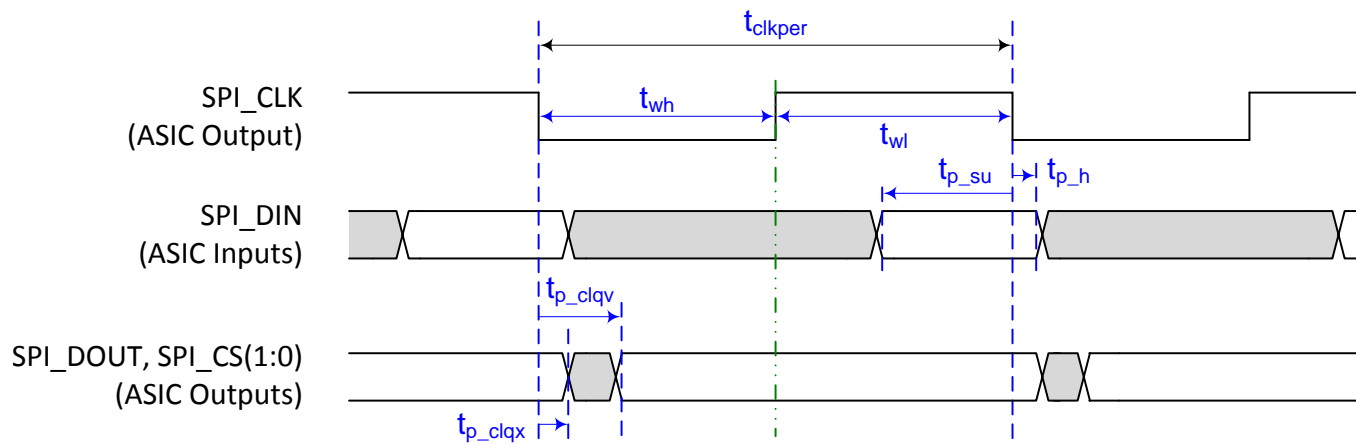 t_clkper
SPI_CLK
(ASIC Output)
t_wh
t_wl
t_p_su
t_p_h
SPI_DIN
(ASIC Inputs)
t_p_clqv
SPI_DOUT, SPI_CS(1:0)
(ASIC Outputs)
t_p_clqx